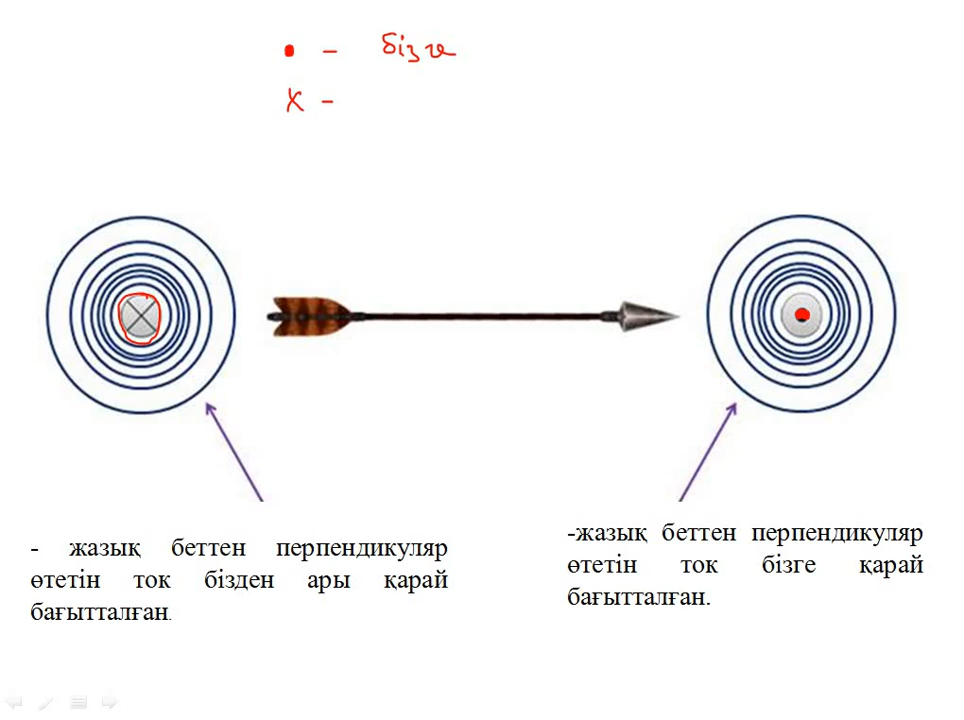 • - бізге
х -
- жазық беттен перпендикуляр
өтетін ток бізден ары қарай
бағытталған.
-жазық беттен перпендикуляр
өтетін ток бізге қарай
бағытталған.